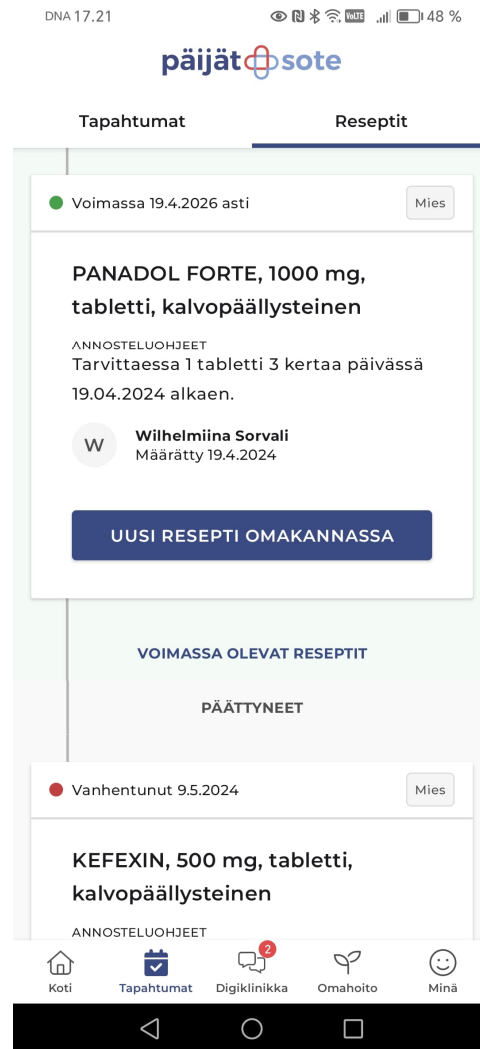 DNA 17.21
VoLTE
48 %
päijät sote
Tapahtumat
Reseptit
Voimassa 19.4.2026 asti
Mies
PANADOL FORTE, 1000 mg,
tabletti, kalvopäällysteinen
ANNOSTELUOHJEET
Tarvittaessa 1 tabletti 3 kertaa päivässä
19.04.2024 alkaen.
W
Wilhelmiina Sorvali
Määrätty 19.4.2024
UUSI RESEPTI OMAKANNASSA
VOIMASSA OLEVAT RESEPTIT
PÄÄTTYNEET
Vanhentunut 9.5.2024
Mies
KEFEXIN, 500 mg, tabletti,
kalvopäällysteinen
ANNOSTELUOHJEET
2
Koti
Tapahtumat
Digiklinikka
Omahoito
Minä